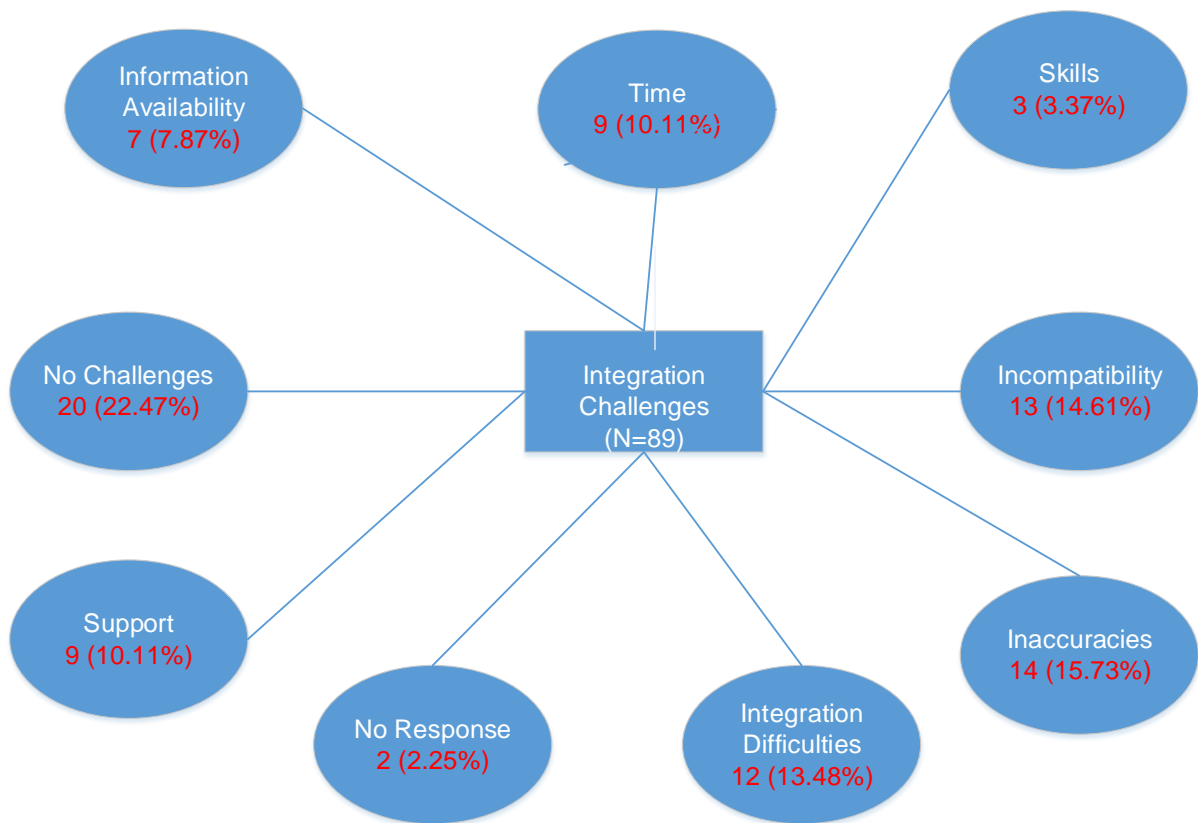 Information
Availability
7 (7.87%)
Time
9 (10.11%)
Skills
3 (3.37%)
No Challenges
20 (22.47%)
Integration
Challenges
(N=89)
Incompatibility
13 (14.61%)
Support
9 (10.11%)
Inaccuracies
14 (15.73%)
No Response
2 (2.25%)
Integration
Difficulties
12 (13.48%)